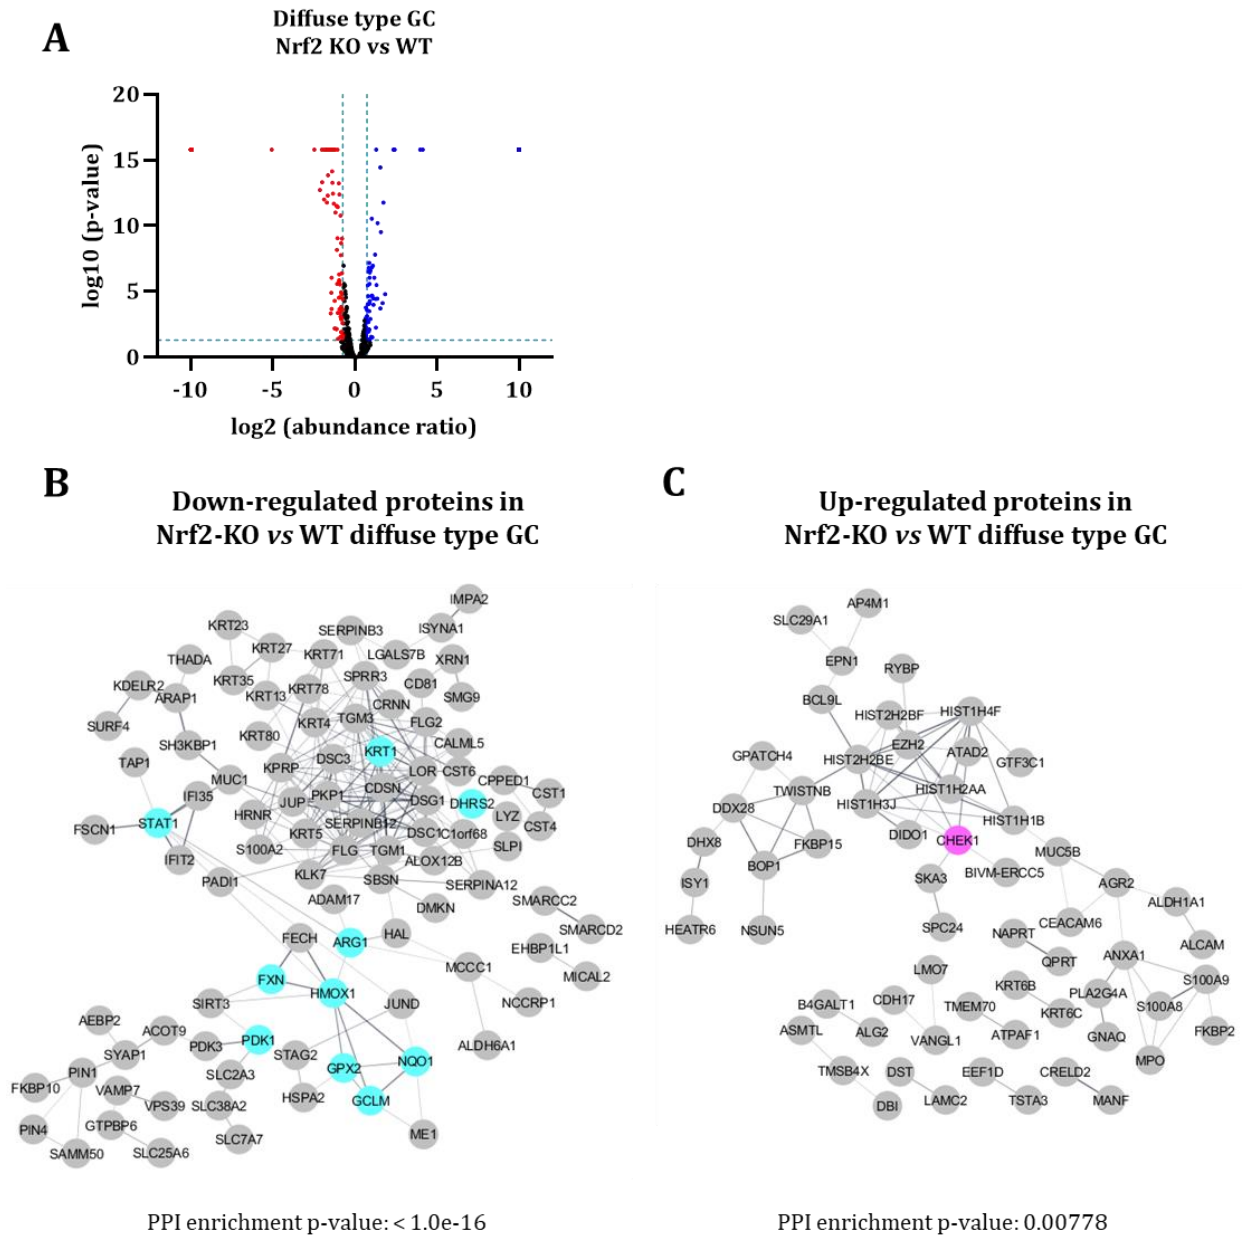 A
Diffuse type GC
Nrf2 KO vs WT
20
15
10
5
0
log10 (p-value)
-10
-5
0
5
10
log2 (abundance ratio)
B
Down-regulated proteins in
Nrf2-KO vs WT diffuse type GC
C
Up-regulated proteins in
Nrf2-KO vs WT diffuse type GC
IMPA2
KRT23
SERPINB3
ISYNA1
KRT27
KRT71
LGALS7B
THADA
XRN1
KRT35
SPRR3
CD81
KDELR2
ARAP1
KRT13
KRT78
SMG9
CRNN
SURF4
KRT4
TGM3
FLG2
KRT80
SH3KBP1
KRT1
CALML5
TAP1
DSC3
KPRP
LOR
CST6
MUC1
CPPED1
CDSN
CST1
IFI35
PKP1
JUP
DSG1
DHRS2
HRNR
LYZ
FSCN1
STAT1
SERPINB12
CST4
KRT5
DSC1
C1orf68
S100A2
FLG
TGM1
SLPI
IFIT2
ALOX12B
PADI1
KLK7
SBSN
SERPINA12
ADAM17
DMKN
SMARCC2
SMARCD2
FECH
ARG1
HAL
EHBP1L1
MCCC1
MICAL2
FXN
HMOX1
SIRT3
JUND
NCCRP1
AEBP2
ACOT9
PDK3
PDK1
ALDH6A1
SYAP1
STAG2
NQO1
PIN1
SLC2A3
GPX2
FKBP10
VAMP7
HSPA2
GCLM
VPS39
SLC38A2
PIN4
GTPBP6
ME1
SLC7A7
SAMM50
SLC25A6
PPI enrichment p-value: < 1.0e-16
AP4M1
SLC29A1
EPN1
RYBP
BCL9L
HIST2H2BF
HIST1H4F
EZH2
ATAD2
GPATCH4
HIST2H2BE
GTF3C1
TWISTNB
HIST1H2AA
DDX28
HIST1H3J
HIST1H1B
DIDO1
CHEK1
DHX8
FKBP15
MUC5B
BOP1
BIVM-ERCC5
ISY1
SKA3
AGR2
ALDH1A1
HEATR6
NSUN5
SPC24
CEACAM6
NAPRT
ALCAM
QPRT
ANXA1
LMO7
S100A9
KRT6B
PLA2G4A
B4GALT1
CDH17
TMEM70
S100A8
KRT6C
ASMTL
ALG2
VANGL1
ATPAF1
GNAQ
FKBP2
MPO
TMSB4X
DST
EEF1D
CRELD2
DBI
LAMC2
TSTA3
MANF
PPI enrichment p-value: 0.00778